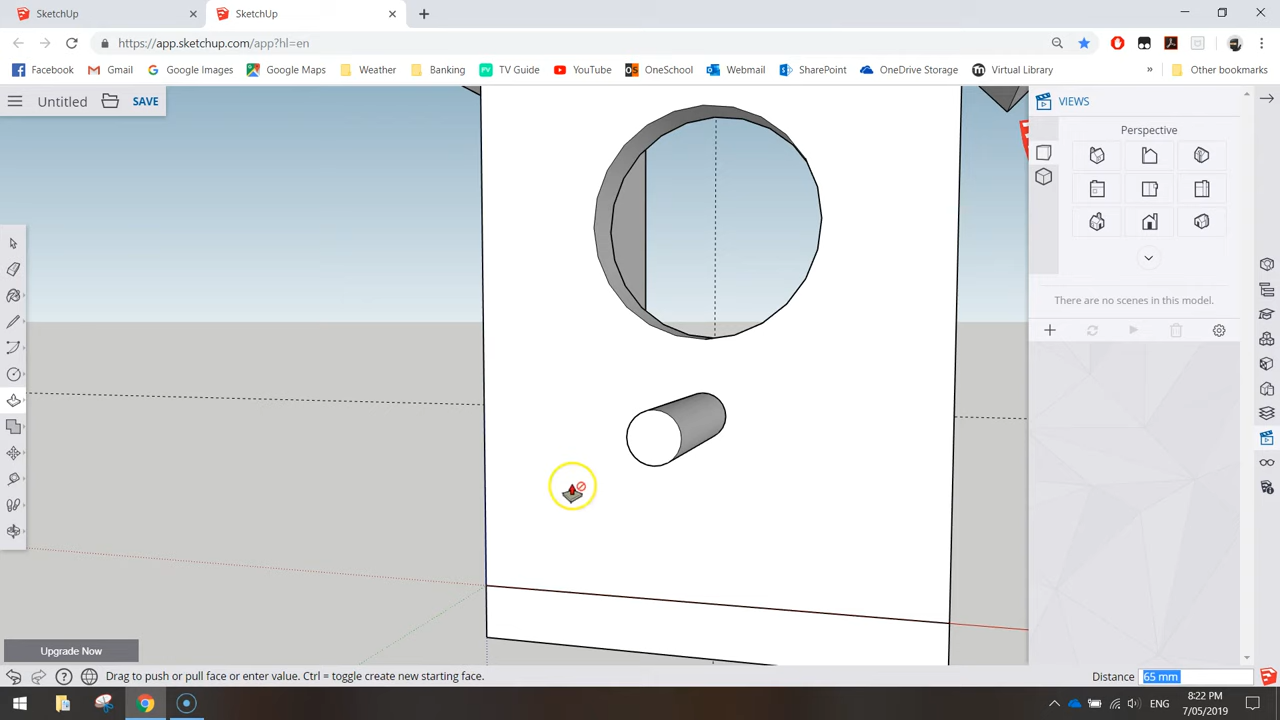 SketchUp
SketchUp
https://app.sketchup.com/app?hl=en
Facebook
Gmail
Google Images
Google Maps
Weather
Banking
TV Guide
YouTube
OneSchool
Webmail
SharePoint
OneDrive Storage
Virtual Library
»
Other bookmarks
Untitled
SAVE
VIEWS
Perspective
There are no scenes in this model.
Upgrade Now
Drag to push or pull face or enter value. Ctrl = toggle create new starting face
Distance
65 mm
ENG
8:22 PM
7/05/2019